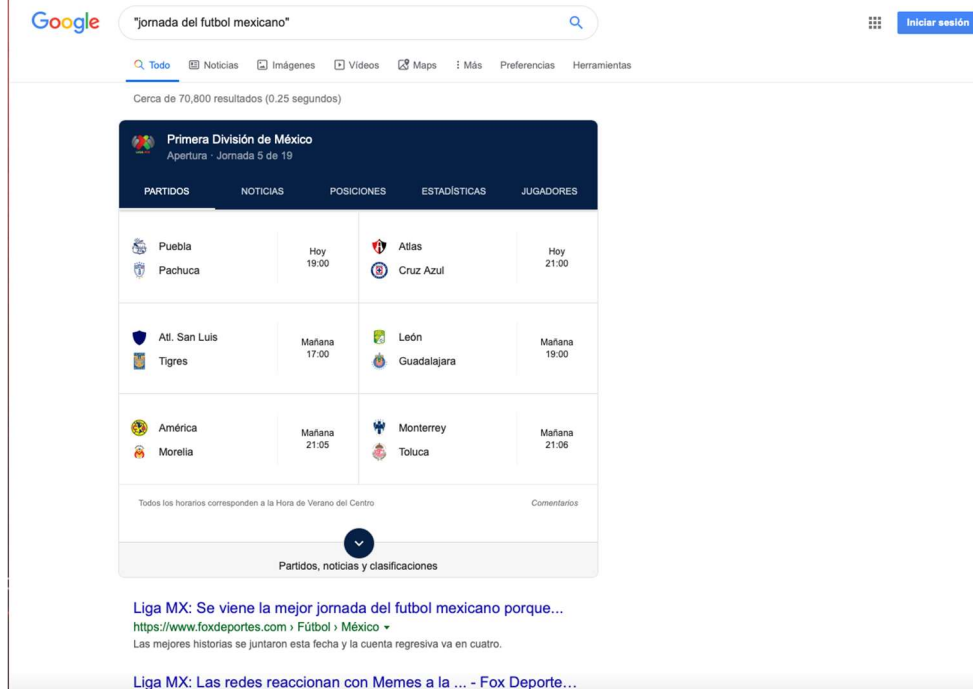 Google
"jornada del futbol mexicano"
Iniciar sesión
Todo Noticias Imágenes Vídeos Maps Más Preferencias Herramientas
Cerca de 70,800 resultados (0.25 segundos)
Primera División de México
Apertura · Jornada 5 de 19
PARTIDOS NOTICIAS POSICIONES ESTADÍSTICAS JUGADORES
Puebla
Pachuca
Hoy
19:00
Atlas
Cruz Azul
Hoy
21:00
Atl. San Luis
Tigres
Mañana
17:00
León
Guadalajara
Mañana
19:00
América
Morelia
Mañana
21:05
Monterrey
Toluca
Mañana
21:06
Todos los horarios corresponden a la Hora de Verano del Centro
Comentarios
Partidos, noticias y clasificaciones
Liga MX: Se viene la mejor jornada del futbol mexicano porque...
https://www.foxdeportes.com › Fútbol › México
Las mejores historias se juntaron esta fecha y la cuenta regresiva va en cuatro.
Liga MX: Las redes reaccionan con Memes a la ... - Fox Deporte...